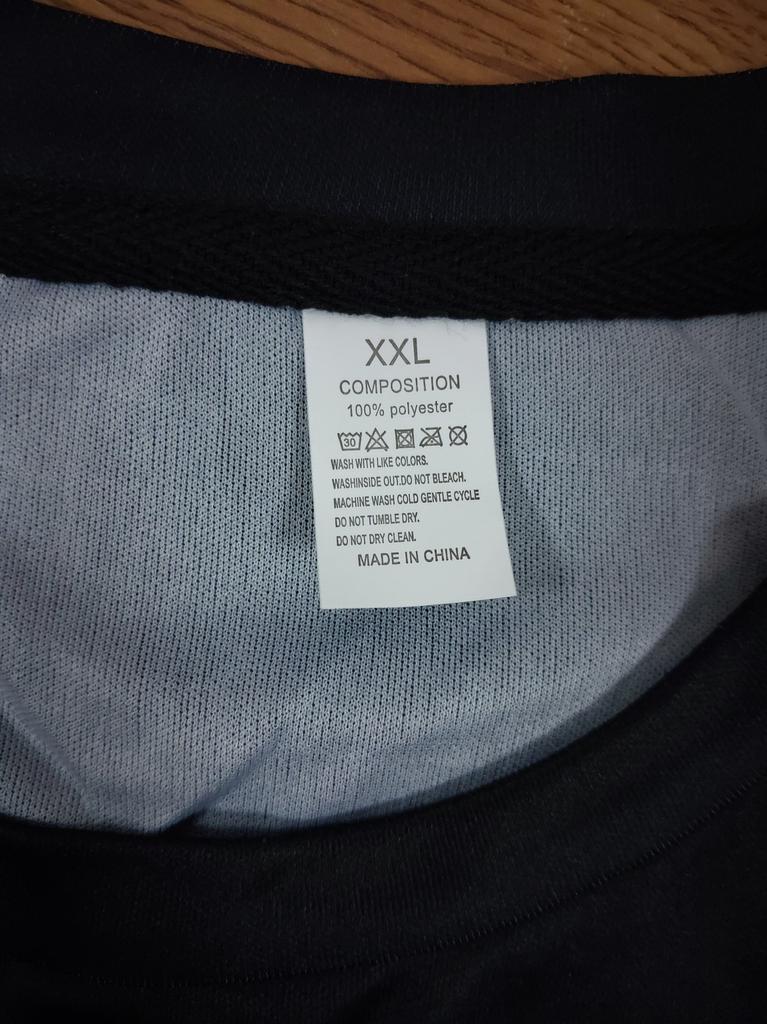 XXL
COMPOSITION
100% polyester
30
WASH WITH LIKE COLORS.
WASHINSIDE OUT.DO NOT BLEACH.
MACHINE WASH COLD GENTLE CYCLE
DO NOT TUMBLE DRY.
DO NOT DRY CLEAN.
MADE IN CHINA